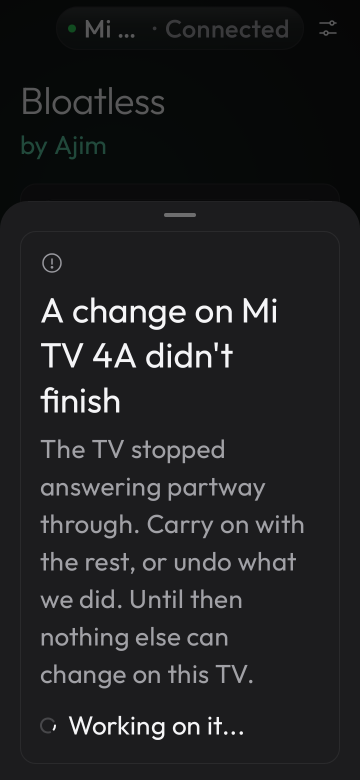 Mi ... · Connected
Bloatless
by Ajim
A change on Mi
TV 4A didn't
finish
The TV stopped
answering partway
through. Carry on with
the rest, or undo what
we did. Until then
nothing else can
change on this TV.
Working on it...